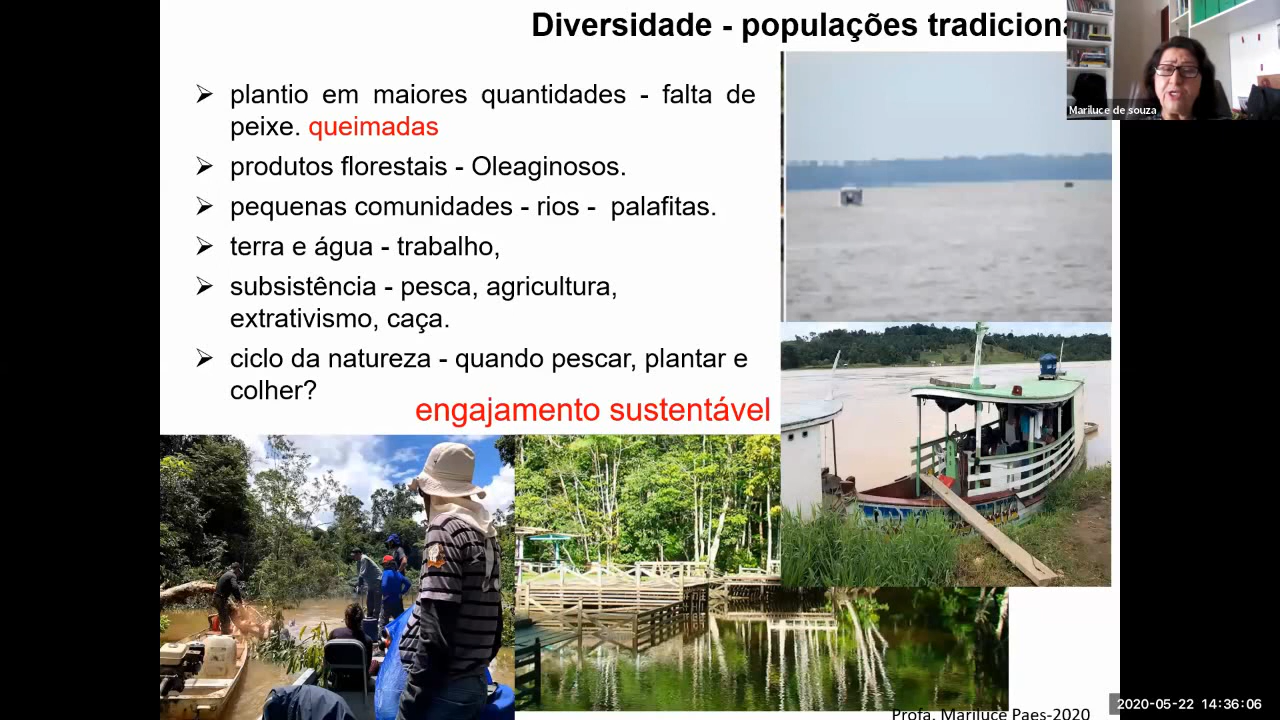 Diversidade - populações tradiciona
Mariluce de souza
➢ plantio em maiores quantidades - falta de
peixe. queimadas
➢ produtos florestais - Oleaginosos.
➢ pequenas comunidades - rios - palafitas.
➢ terra e água - trabalho,
➢ subsistência - pesca, agricultura,
extrativismo, caça.
➢ ciclo da natureza - quando pescar, plantar e
colher?
engajamento sustentável
Profa. Mariluce Paes-2020
2020-05-22 14:36:06